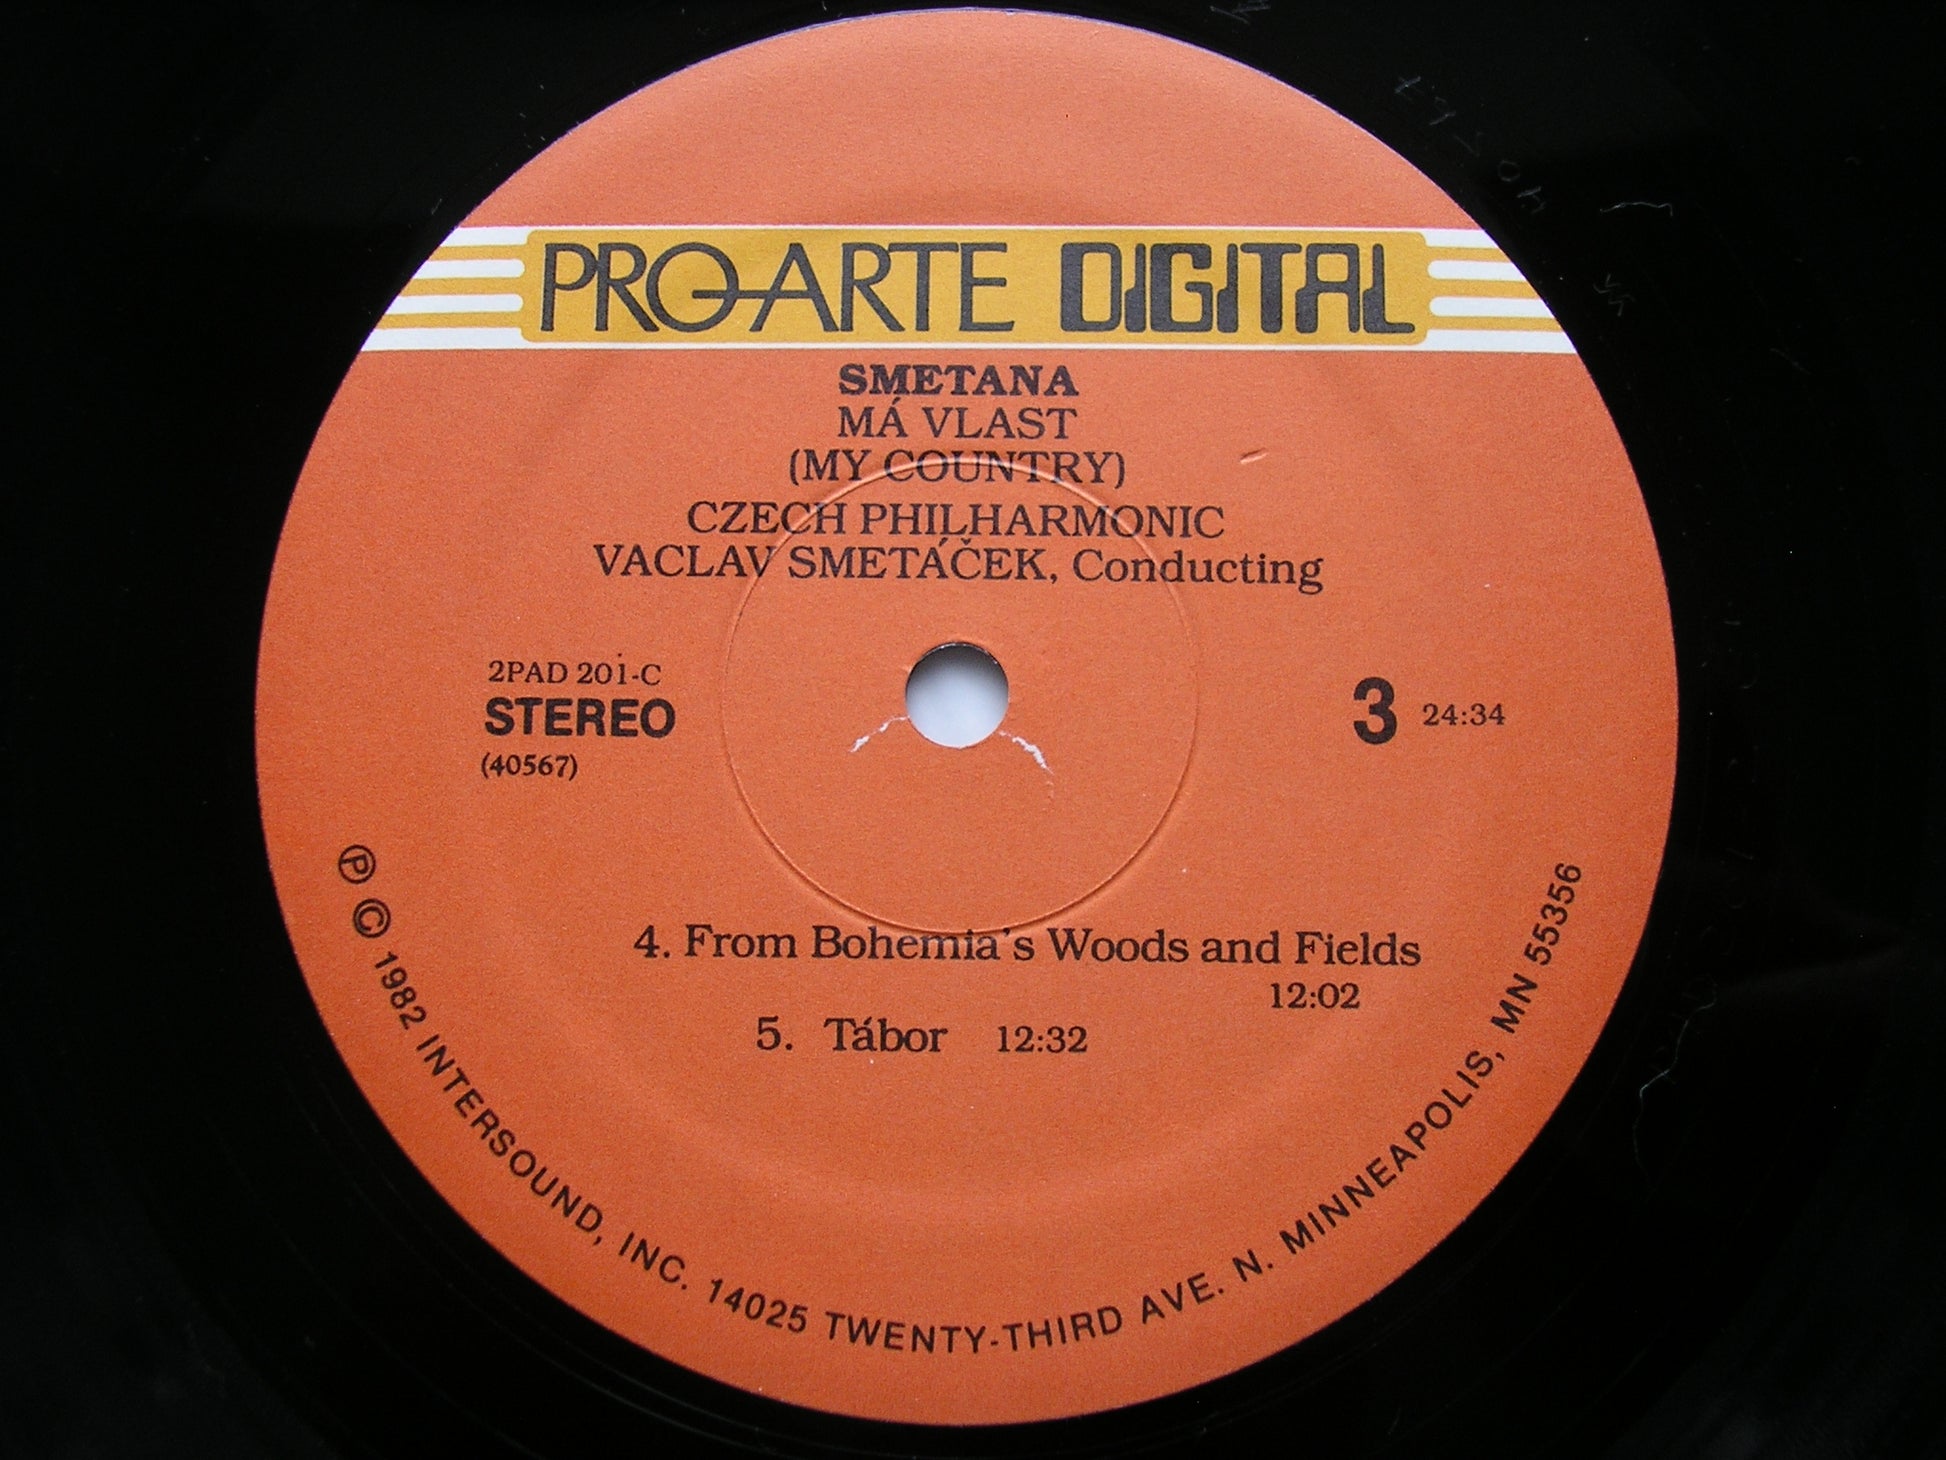 PRO-ARTE DIGITAL
SMETANA
MÁ VLAST
(MY COUNTRY)
CZECH PHILHARMONIC
VACLAV SMETÁČEK, Conducting
2PAD 201-C
STEREO
(40567)
3 24:34
4. From Bohemia's Woods and Fields
12:02
5. Tábor 12:32
Ⓟ © 1982 INTERSOUND, INC. 14025 TWENTY-THIRD AVE. N. MINNEAPOLIS, MN 55356